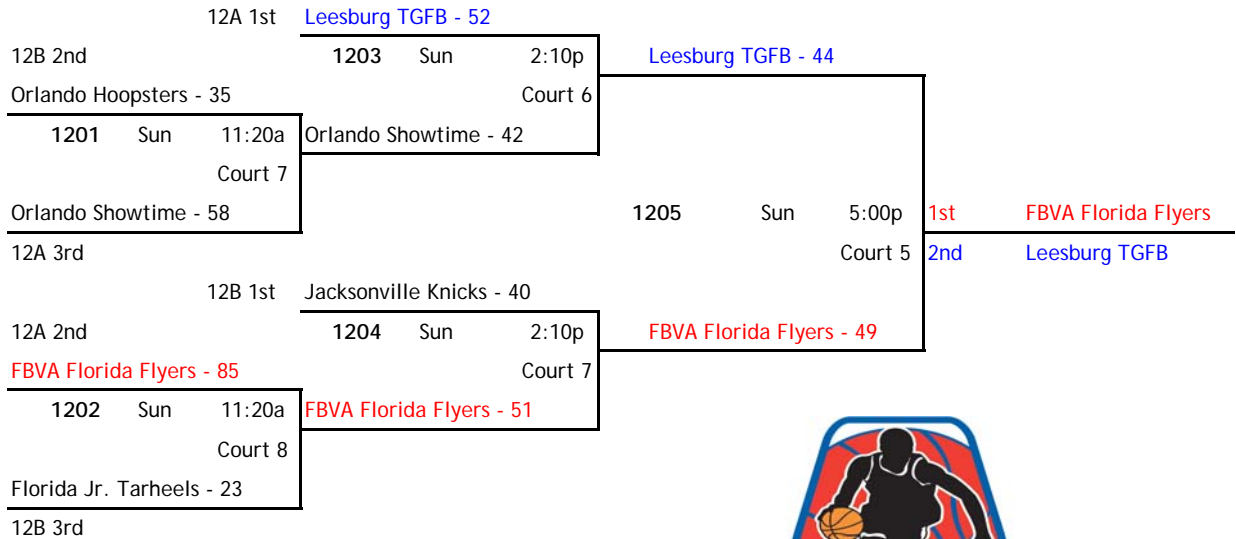 12A 1st Leesburg TGFB - 52
12B 2nd 1203 Sun 2:10p Leesburg TGFB - 44
Orlando Hoopsters - 35 Court 6
1201 Sun 11:20a Orlando Showtime - 42
Court 7
Orlando Showtime - 58 1205 Sun 5:00p 1st FBVA Florida Flyers
12A 3rd Court 5 2nd Leesburg TGFB
12B 1st Jacksonville Knicks - 40
12A 2nd 1204 Sun 2:10p FBVA Florida Flyers - 49
FBVA Florida Flyers - 85 Court 7
1202 Sun 11:20a FBVA Florida Flyers - 51
Court 8
Florida Jr. Tarheels - 23
12B 3rd